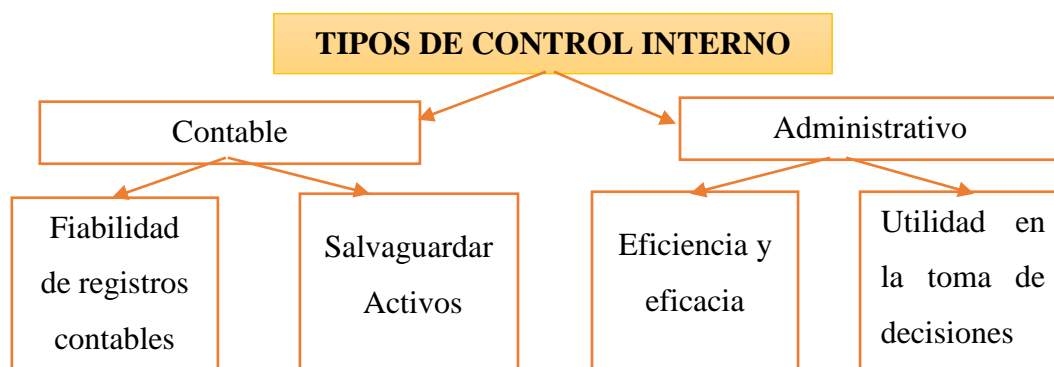 TIPOS DE CONTROL INTERNO
Contable
Administrativo
Fiabilidad
de registros
contables
Salvaguardar
Activos
Eficiencia y
eficacia
Utilidad en
la toma de
decisiones